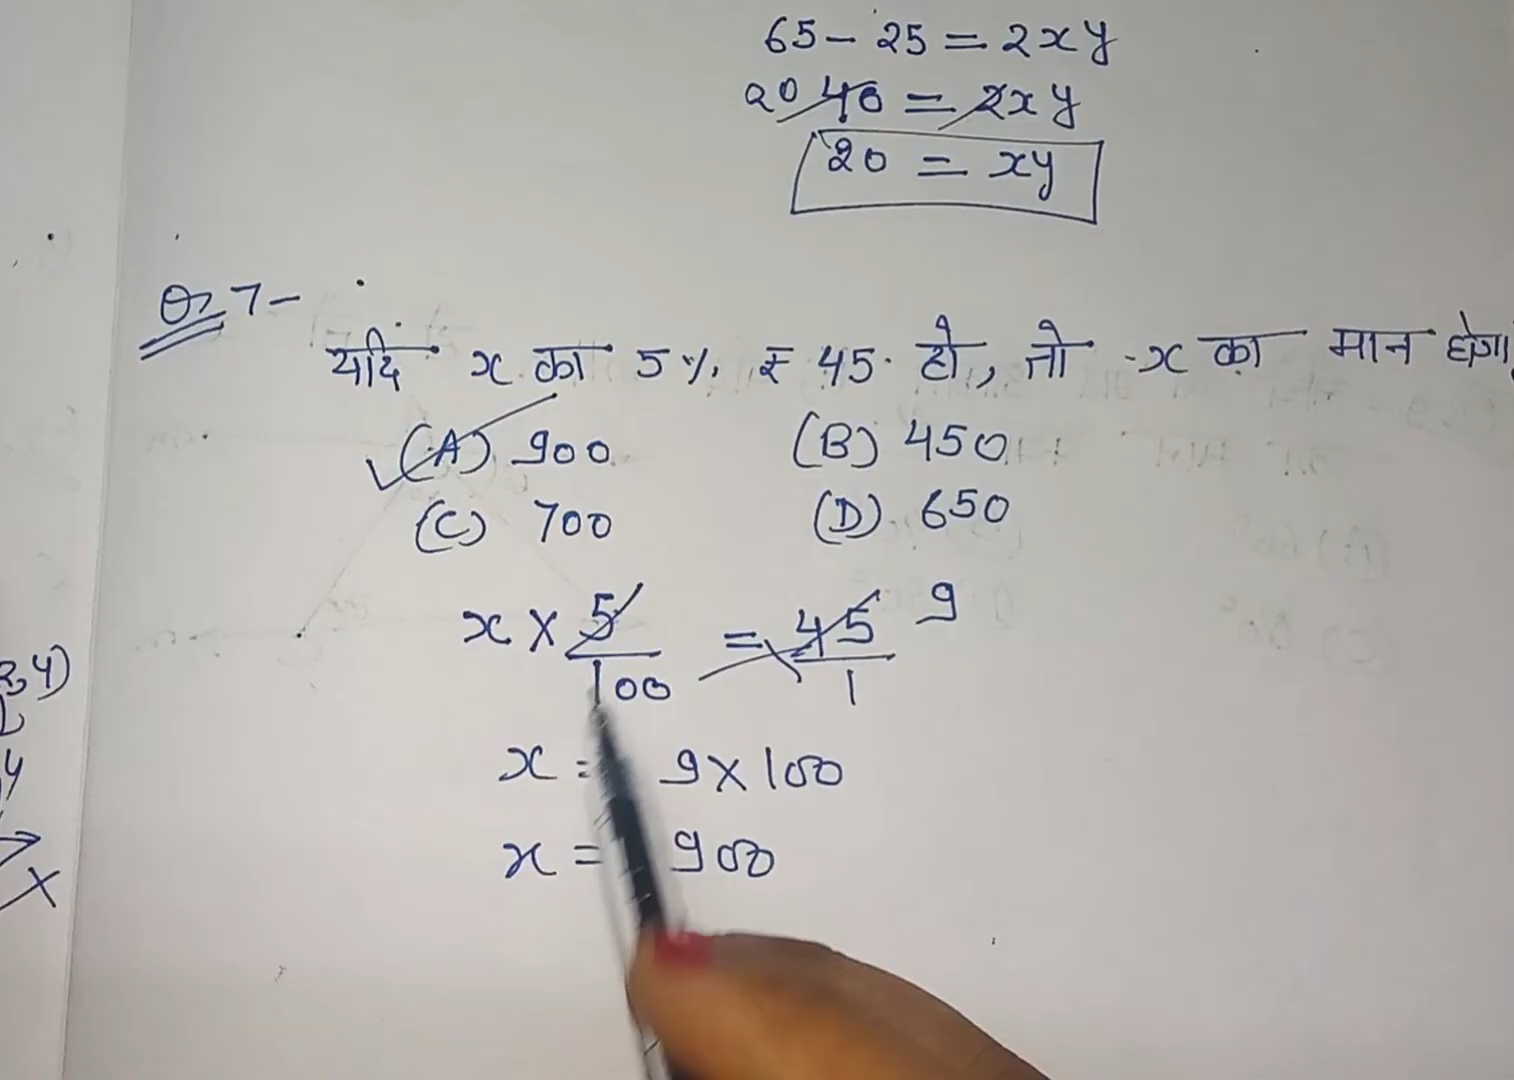 65 - 25 = 2xy
20 40 = 2xy
20 = xy
Q 7 -
यदि x का 5%, ₹ 45 हो, तो x का मान होगा
(A) 900 (B) 450
(C) 700 (D) 650
x × 5/100 = 45/1 9
x = 9 × 100
x = 900